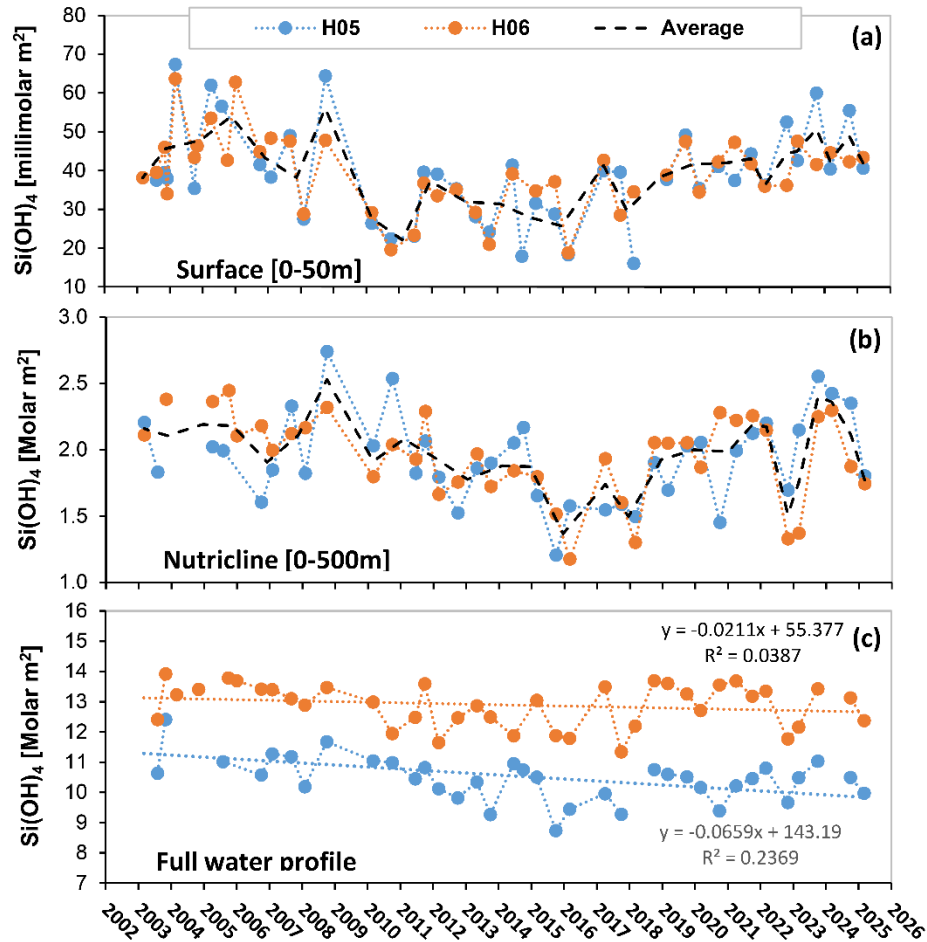 H05 H06 Average
(a)
Si(OH)4 [millimolar m2]
80
70
60
50
40
30
20
10
Surface [0-50m]
(b)
Si(OH)4 [Molar m2]
3.0
2.5
2.0
1.5
1.0
Nutricline [0-500m]
(c)
y = -0.0211x + 55.377
R² = 0.0387
Si(OH)4 [Molar m2]
16
15
14
13
12
11
10
9
8
7
y = -0.0659x + 143.19
R² = 0.2369
Full water profile
2002 2003 2004 2005 2006 2007 2008 2009 2010 2011 2012 2013 2014 2015 2016 2017 2018 2019 2020 2021 2022 2023 2024 2025 2026